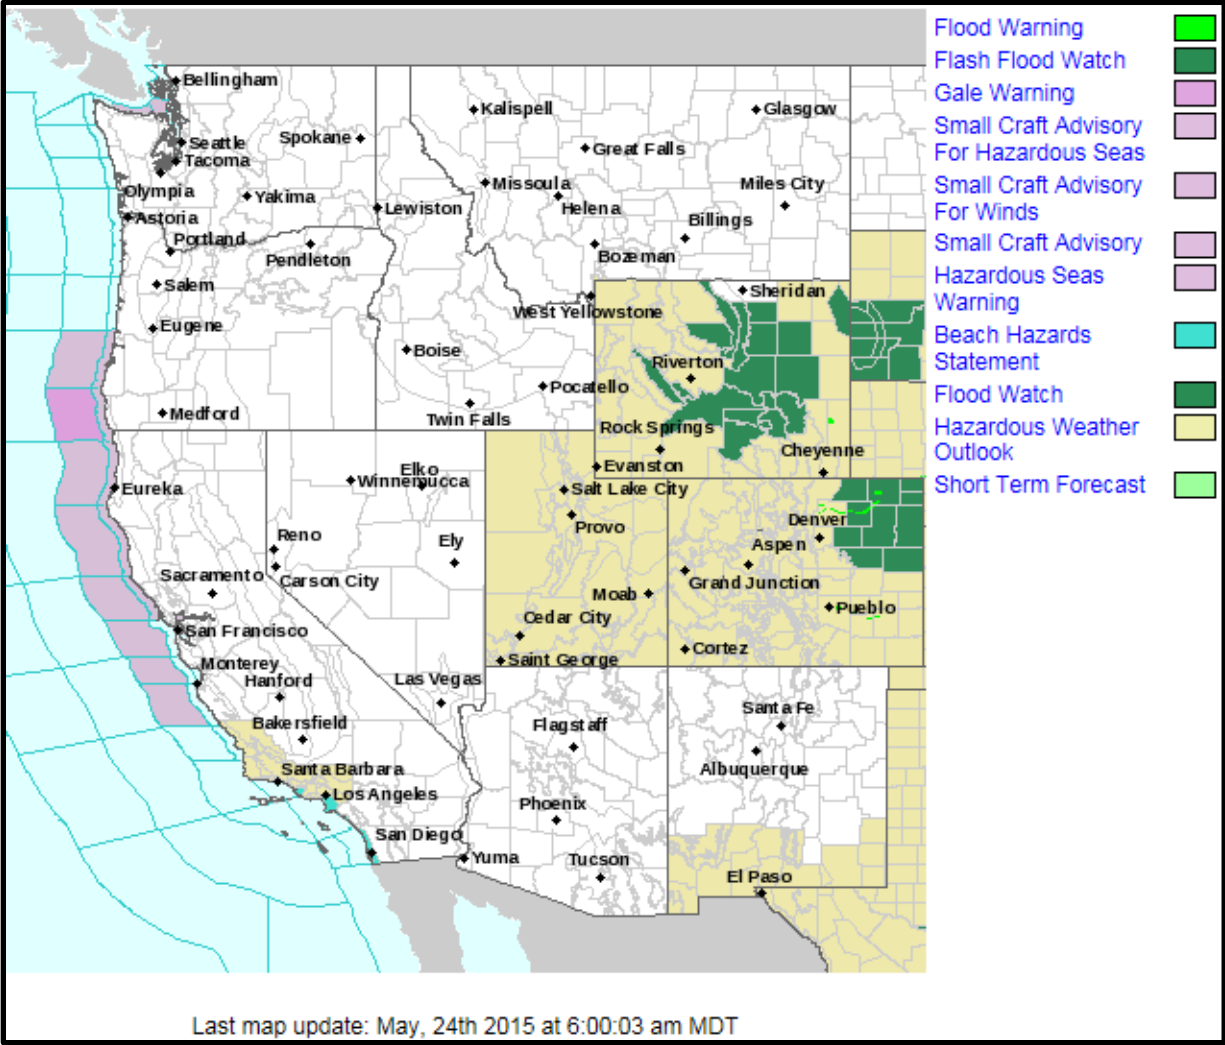 Flood Warning
Flash Flood Watch
Gale Warning
Small Craft Advisory
For Hazardous Seas
Small Craft Advisory
For Winds
Small Craft Advisory
Hazardous Seas
Warning
Beach Hazards
Statement
Flood Watch
Hazardous Weather
Outlook
Short Term Forecast
Bellingham
Kalispell
Glasgow
Seattle
Spokane
Great Falls
Tacoma
Olympia
Yakima
Missoula
Miles City
Astoria
Lewiston
Helena
Billings
Portland
Pendleton
Bozeman
Salem
Sheridan
West Yellowstone
Eugene
Boise
Riverton
Pocatello
Medford
Twin Falls
Rock Springs
Cheyenne
Evanston
Elko
Winnemucca
Eureka
Salt Lake City
Provo
Denver
Reno
Ely
Aspen
Sacramento
Carson City
Grand Junction
Moab
Pueblo
Cedar City
San Francisco
Cortez
Monterey
Saint George
Hanford
Las Vegas
Santa Fe
Bakersfield
Flagstaff
Santa Barbara
Albuquerque
Los Angeles
Phoenix
San Diego
Yuma
Tucson
El Paso
Last map update: May, 24th 2015 at 6:00:03 am MDT